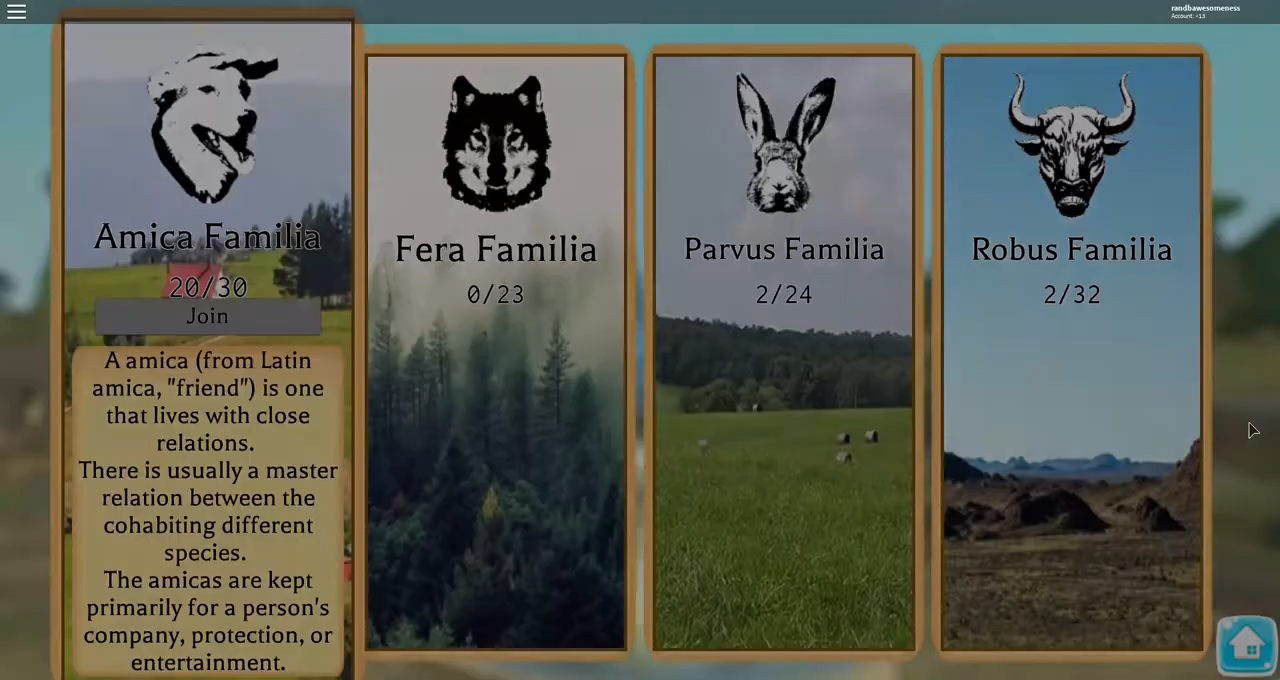 randbawesomeness
Account: <13
Amica Familia
20/30
Join
A amica (from Latin
amica, "friend") is one
that lives with close
relations.
There is usually a master
relation between the
cohabiting different
species.
The amicas are kept
primarily for a person's
company, protection, or
entertainment.
Fera Familia
0/23
Parvus Familia
2/24
Robus Familia
2/32